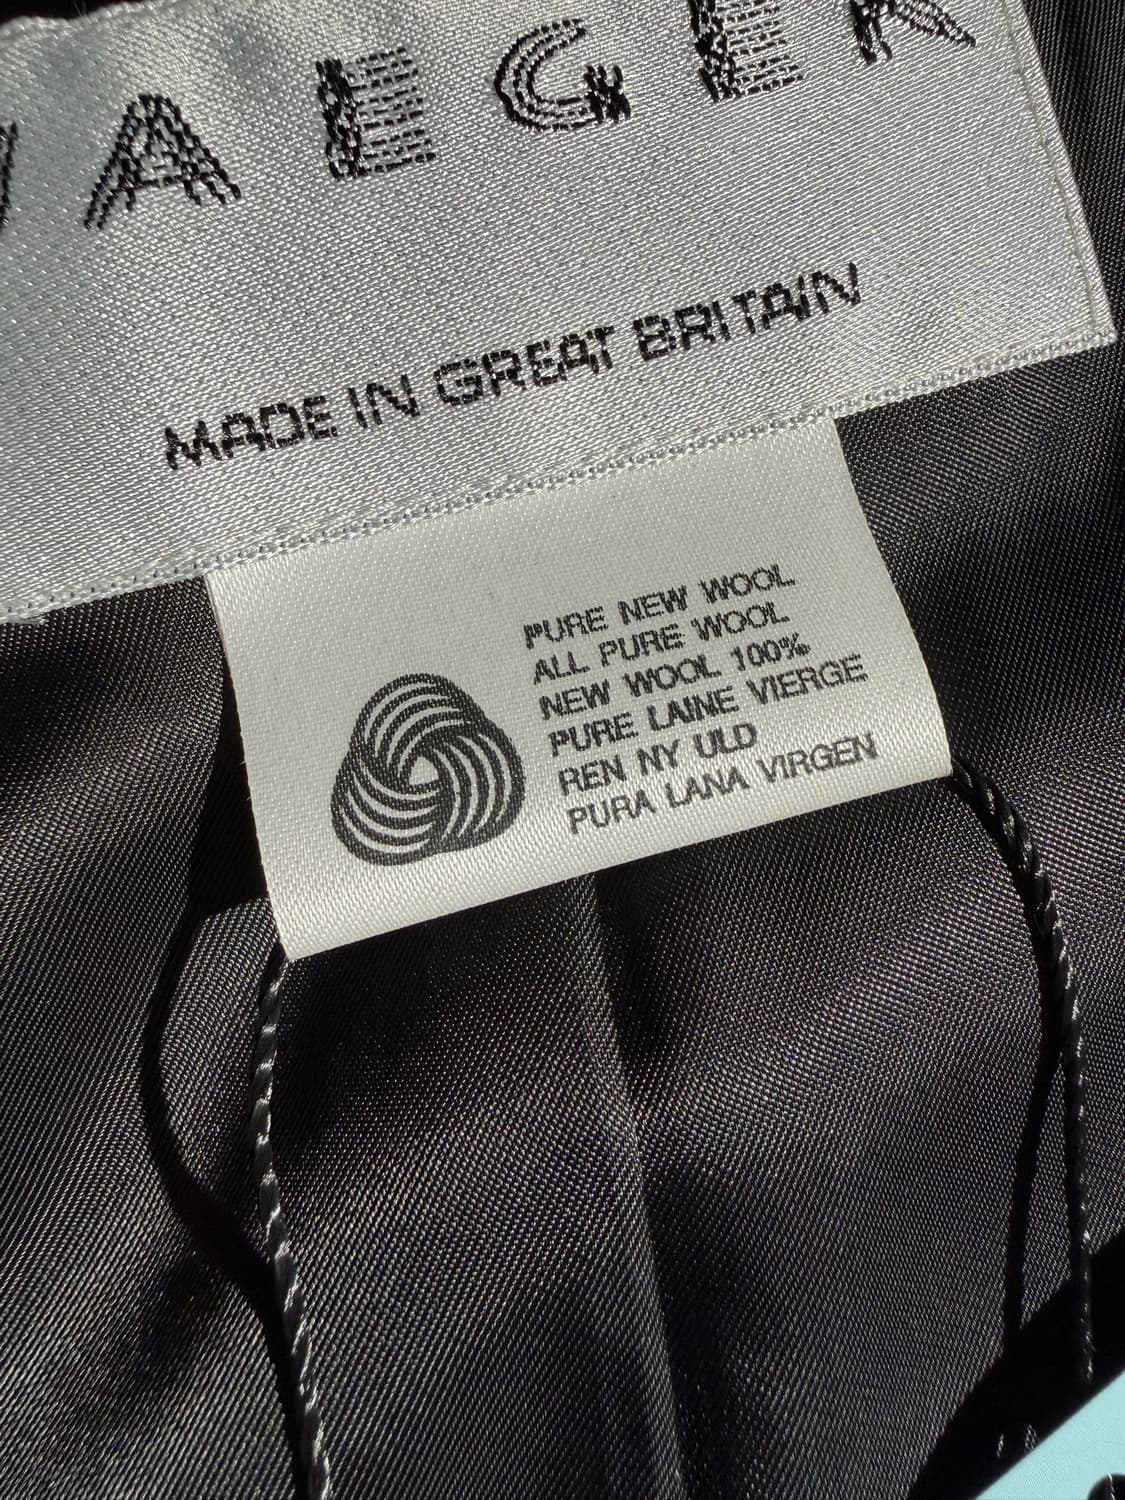 JAEGER
MADE IN GREAT BRITAIN
PURE NEW WOOL
ALL PURE WOOL
NEW WOOL 100%
PURE LAINE VIERGE
REN NY ULD
PURA LANA VIRGEN